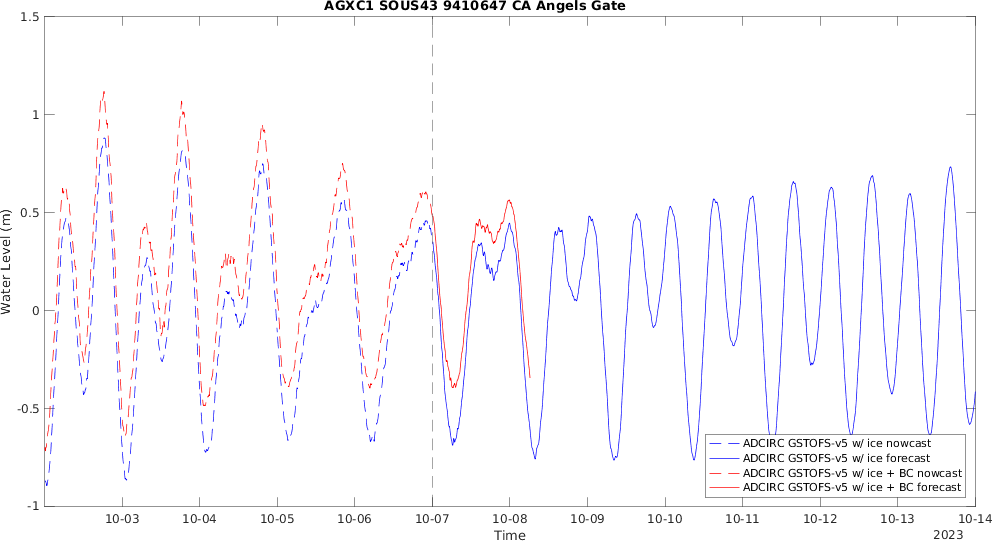 AGXC1 SOUS43 9410647 CA Angels Gate
1.5
1
0.5
0
-0.5
-1
Water Level (m)
10-03 10-04 10-05 10-06 10-07 10-08 10-09 10-10 10-11 10-12 10-13 10-14
Time
2023
ADCIRC GSTOFS-v5 w/ ice nowcast
ADCIRC GSTOFS-v5 w/ ice forecast
ADCIRC GSTOFS-v5 w/ ice + BC nowcast
ADCIRC GSTOFS-v5 w/ ice + BC forecast